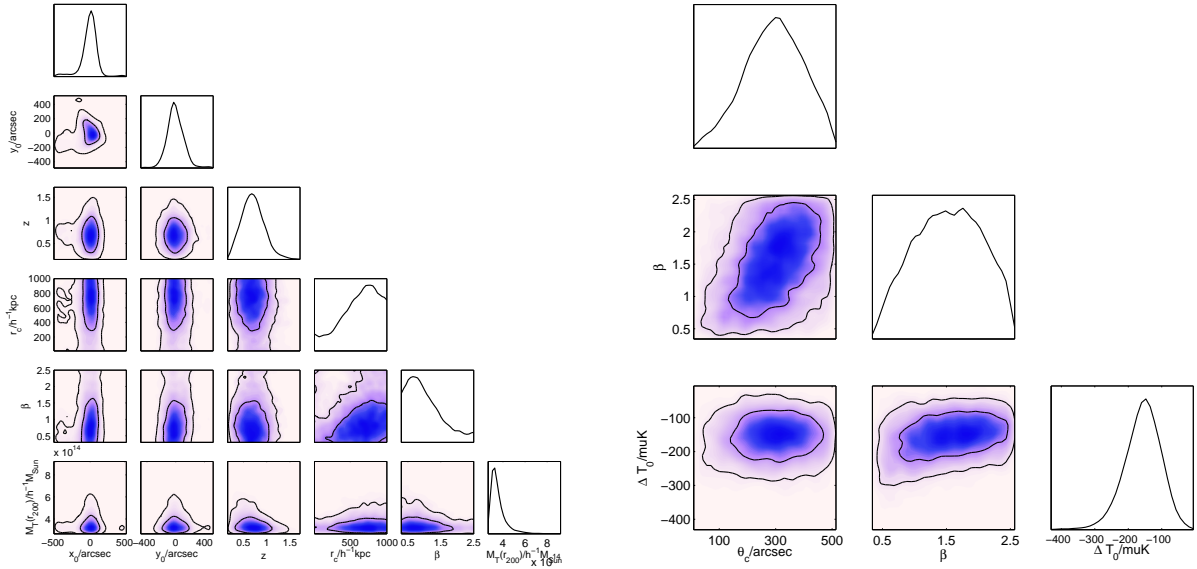 400
200
0
−200
−400
y0/arcsec
1.5
1
0.5
z
1000
800
600
400
200
rc/h−1kpc
2.5
2
1.5
1
0.5
β
x 10^14
8
6
4
MT(r200)/h−1MSun
−500 0 500
x0/arcsec
−400 0 400
y0/arcsec
0.5 1 1.5
z
500 1000
rc/h−1kpc
0.5 1.5 2.5
β
4 6 8
MT(r200)/h−1MSun
x 10^14
2.5
2
1.5
1
0.5
β
−100
−200
−300
−400
Δ T0/muK
100 300 500
θc/arcsec
0.5 1.5 2.5
β
−400 −200 −100
Δ T0/muK